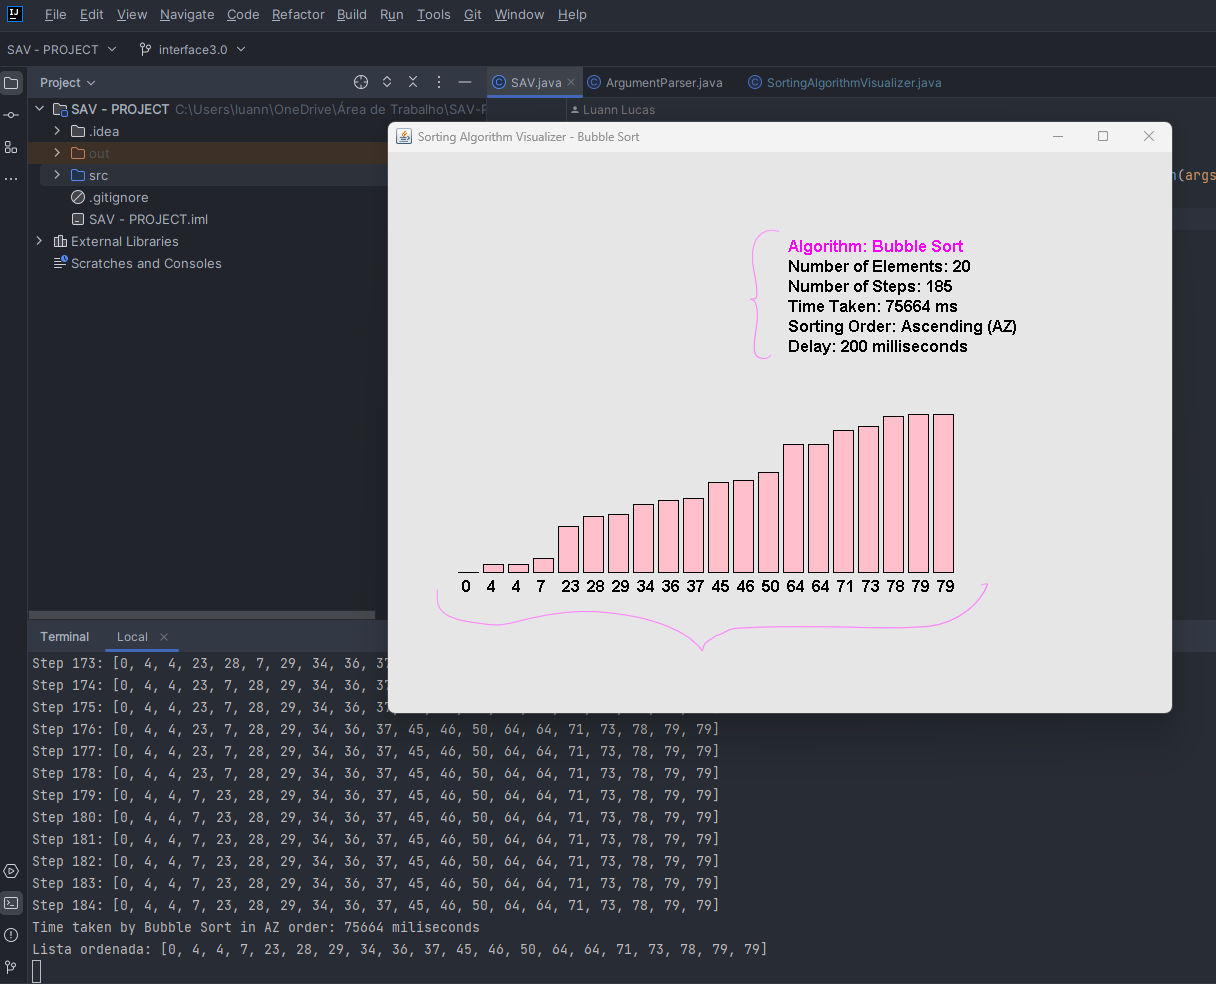 File Edit View Navigate Code Refactor Build Run Tools Git Window Help
SAV - PROJECT interface3.0
Project
SAV.java ArgumentParser.java SortingAlgorithmVisualizer.java
SAV - PROJECT C:\Users\luann\OneDrive\Área de Trabalho\SAV-P
Luann Lucas
.idea
out
src
.gitignore
SAV - PROJECT.iml
External Libraries
Scratches and Consoles
(args
Sorting Algorithm Visualizer - Bubble Sort
Algorithm: Bubble Sort
Number of Elements: 20
Number of Steps: 185
Time Taken: 75664 ms
Sorting Order: Ascending (AZ)
Delay: 200 milliseconds
0 4 4 7 23 28 29 34 36 37 45 46 50 64 64 71 73 78 79 79
Terminal Local
Step 173: [0, 4, 4, 23, 28, 7, 29, 34, 36, 37
Step 174: [0, 4, 4, 23, 7, 28, 29, 34, 36, 37
Step 175: [0, 4, 4, 23, 7, 28, 29, 34, 36, 37, 45, 46, 50, 64, 64, 71, 73, 78, 79, 79]
Step 176: [0, 4, 4, 23, 7, 28, 29, 34, 36, 37, 45, 46, 50, 64, 64, 71, 73, 78, 79, 79]
Step 177: [0, 4, 4, 23, 7, 28, 29, 34, 36, 37, 45, 46, 50, 64, 64, 71, 73, 78, 79, 79]
Step 178: [0, 4, 4, 23, 7, 28, 29, 34, 36, 37, 45, 46, 50, 64, 64, 71, 73, 78, 79, 79]
Step 179: [0, 4, 4, 7, 23, 28, 29, 34, 36, 37, 45, 46, 50, 64, 64, 71, 73, 78, 79, 79]
Step 180: [0, 4, 4, 7, 23, 28, 29, 34, 36, 37, 45, 46, 50, 64, 64, 71, 73, 78, 79, 79]
Step 181: [0, 4, 4, 7, 23, 28, 29, 34, 36, 37, 45, 46, 50, 64, 64, 71, 73, 78, 79, 79]
Step 182: [0, 4, 4, 7, 23, 28, 29, 34, 36, 37, 45, 46, 50, 64, 64, 71, 73, 78, 79, 79]
Step 183: [0, 4, 4, 7, 23, 28, 29, 34, 36, 37, 45, 46, 50, 64, 64, 71, 73, 78, 79, 79]
Step 184: [0, 4, 4, 7, 23, 28, 29, 34, 36, 37, 45, 46, 50, 64, 64, 71, 73, 78, 79, 79]
Time taken by Bubble Sort in AZ order: 75664 miliseconds
Lista ordenada: [0, 4, 4, 7, 23, 28, 29, 34, 36, 37, 45, 46, 50, 64, 64, 71, 73, 78, 79, 79]